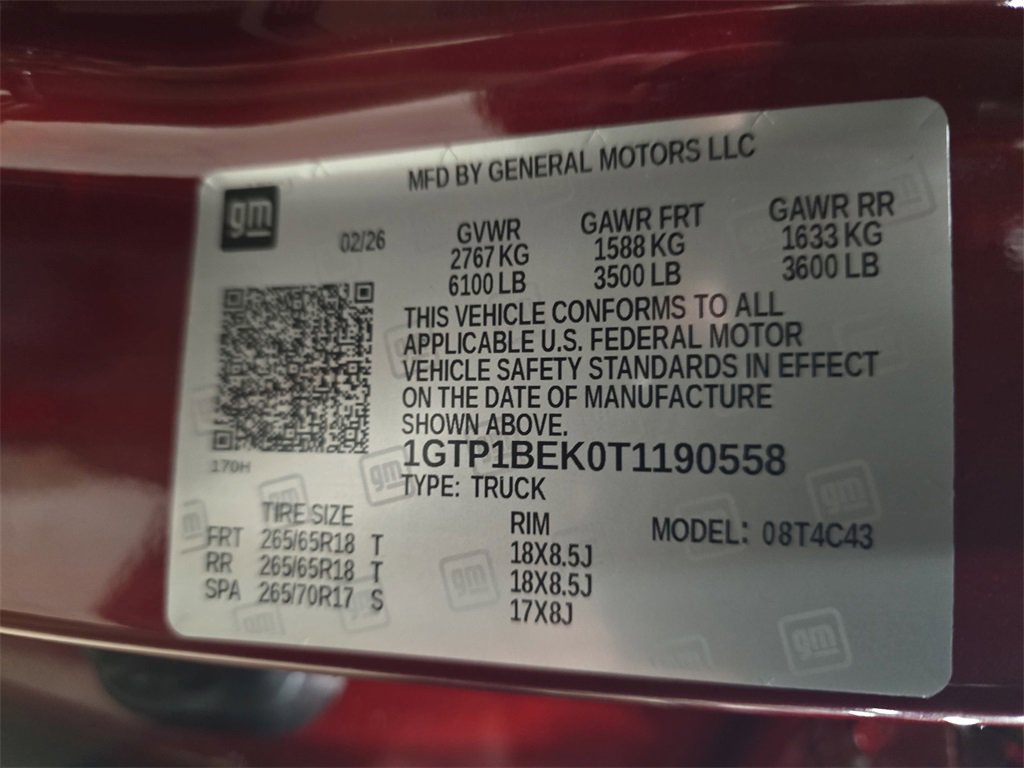 MFD BY GENERAL MOTORS LLC
gm
02/26
GVWR
2767 KG
6100 LB
GAWR FRT
1588 KG
3500 LB
GAWR RR
1633 KG
3600 LB
THIS VEHICLE CONFORMS TO ALL
APPLICABLE U.S. FEDERAL MOTOR
VEHICLE SAFETY STANDARDS IN EFFECT
ON THE DATE OF MANUFACTURE
SHOWN ABOVE.
1GTP1BEK0T1190558
TYPE: TRUCK
170H
TIRE SIZE RIM MODEL: 08T4C43
FRT 265/65R18 T 18X8.5J
RR 265/65R18 T 18X8.5J
SPA 265/70R17 S 17X8J